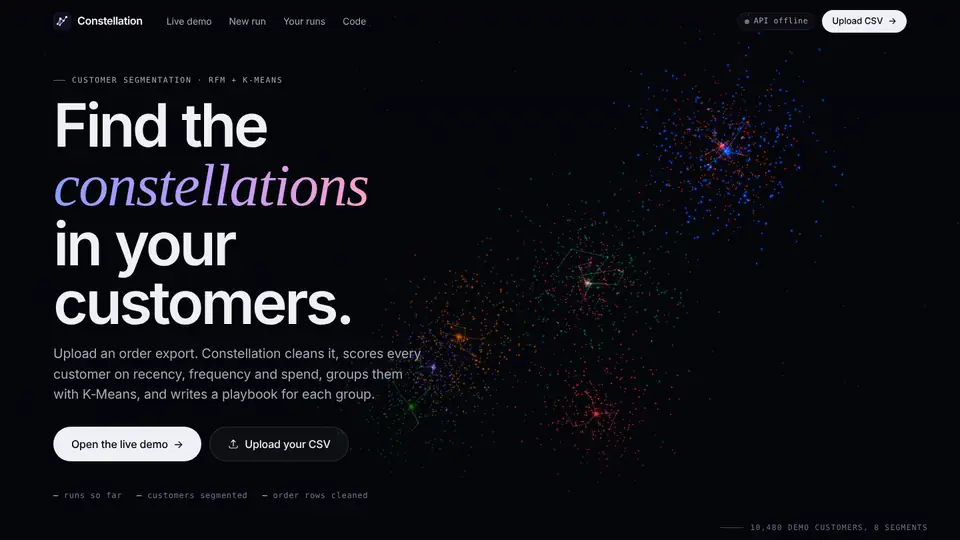 Constellation
Live demo
New run
Your runs
Code
API offline
Upload CSV →
CUSTOMER SEGMENTATION · RFM + K-MEANS
Find the
constellations
in your
customers.
Upload an order export. Constellation cleans it, scores every
customer on recency, frequency and spend, groups them
with K-Means, and writes a playbook for each group.
Open the live demo →
Upload your CSV
— runs so far — customers segmented — order rows cleaned
10,480 DEMO CUSTOMERS, 8 SEGMENTS